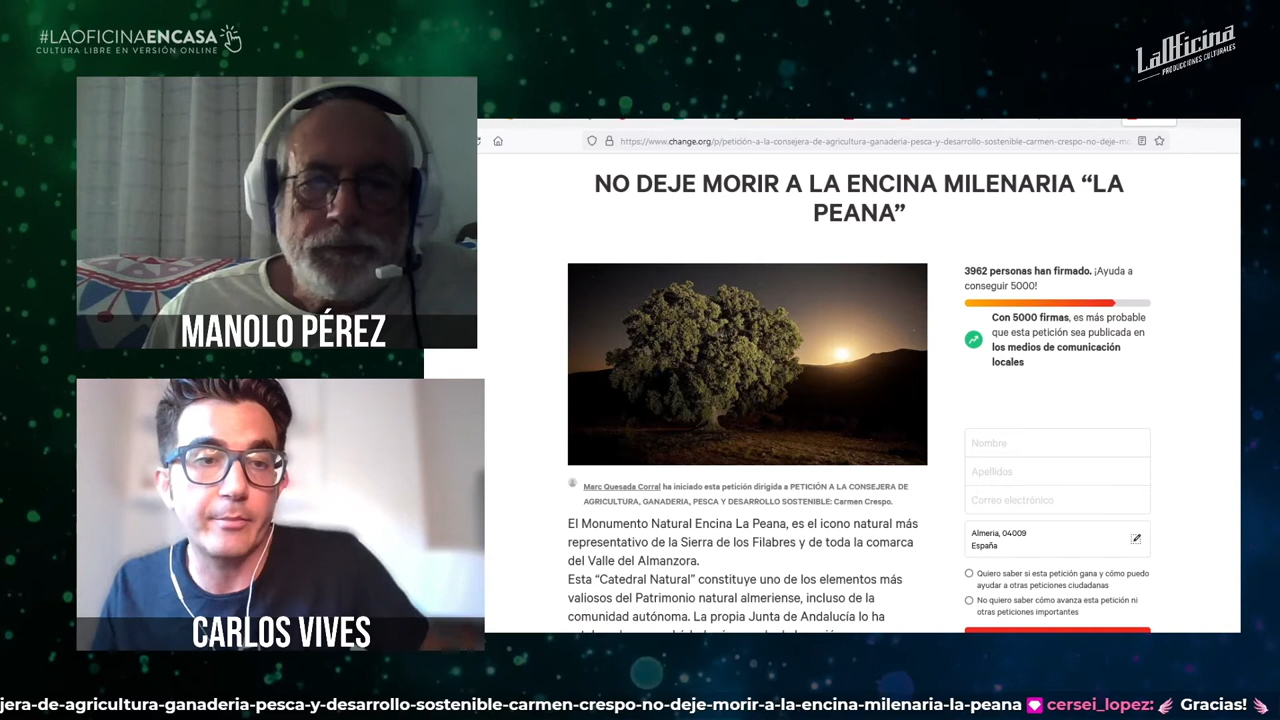 #LAOFICINAENCASA
CULTURA LIBRE EN VERSIÓN ONLINE
LaOficina
PRODUCCIONES CULTURALES
MANOLO PÉREZ
CARLOS VIVES
https://www.change.org/p/petición-a-la-consejera-de-agricultura-ganaderia-pesca-y-desarrollo-sostenible-carmen-crespo-no-deje-m
NO DEJE MORIR A LA ENCINA MILENARIA “LA
PEANA”
3962 personas han firmado. ¡Ayuda a
conseguir 5000!
Con 5000 firmas, es más probable
que esta petición sea publicada en
los medios de comunicación
locales
Nombre
Apellidos
Correo electrónico
Almeria, 04009
España
Quiero saber si esta petición gana y cómo puedo
ayudar a otras peticiones ciudadanas
No quiero saber cómo avanza esta petición ni
otras peticiones importantes
Marc Quesada Corral ha iniciado esta petición dirigida a PETICIÓN A LA CONSEJERA DE
AGRICULTURA, GANADERIA, PESCA Y DESARROLLO SOSTENIBLE: Carmen Crespo.
El Monumento Natural Encina La Peana, es el icono natural más
representativo de la Sierra de los Filabres y de toda la comarca
del Valle del Almanzora.
Esta “Catedral Natural” constituye uno de los elementos más
valiosos del Patrimonio natural almeriense, incluso de la
comunidad autónoma. La propia Junta de Andalucía lo ha
jera-de-agricultura-ganaderia-pesca-y-desarrollo-sostenible-carmen-crespo-no-deje-morir-a-la-encina-milenaria-la-peana cersei_lopez: Gracias!